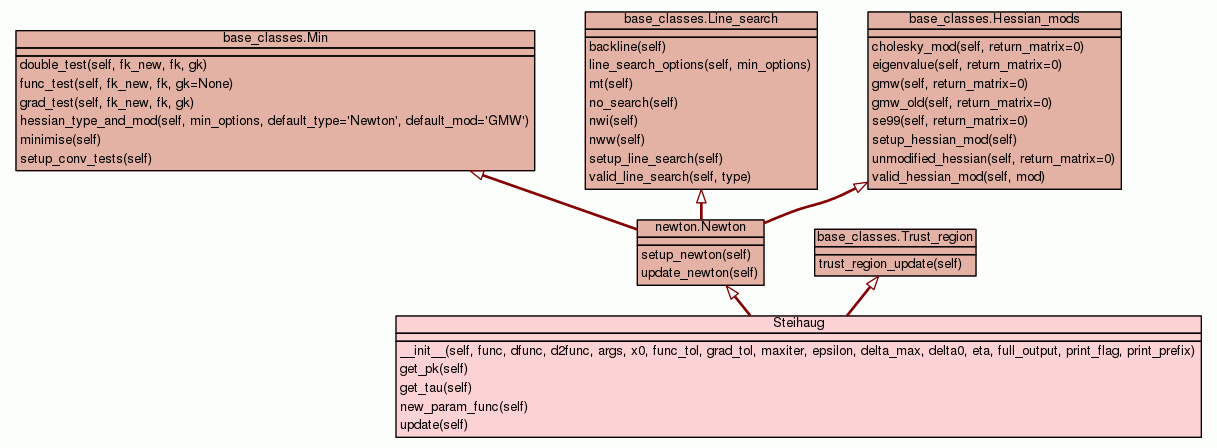 base_classes.Min
double_test(self, fk_new, fk, gk)
func_test(self, fk_new, fk, gk=None)
grad_test(self, fk_new, fk, gk)
hessian_type_and_mod(self, min_options, default_type='Newton', default_mod='GMW')
minimise(self)
setup_conv_tests(self)
base_classes.Line_search
backline(self)
line_search_options(self, min_options)
mt(self)
no_search(self)
nwi(self)
nww(self)
setup_line_search(self)
valid_line_search(self, type)
base_classes.Hessian_mods
cholesky_mod(self, return_matrix=0)
eigenvalue(self, return_matrix=0)
gmw(self, return_matrix=0)
gmw_old(self, return_matrix=0)
se99(self, return_matrix=0)
setup_hessian_mod(self)
unmodified_hessian(self, return_matrix=0)
valid_hessian_mod(self, mod)
newton.Newton
setup_newton(self)
update_newton(self)
base_classes.Trust_region
trust_region_update(self)
Steihaug
__init__(self, func, dfunc, d2func, args, x0, func_tol, grad_tol, maxiter, epsilon, delta_max, delta0, eta, full_output, print_flag, print_prefix)
get_pk(self)
get_tau(self)
new_param_func(self)
update(self)